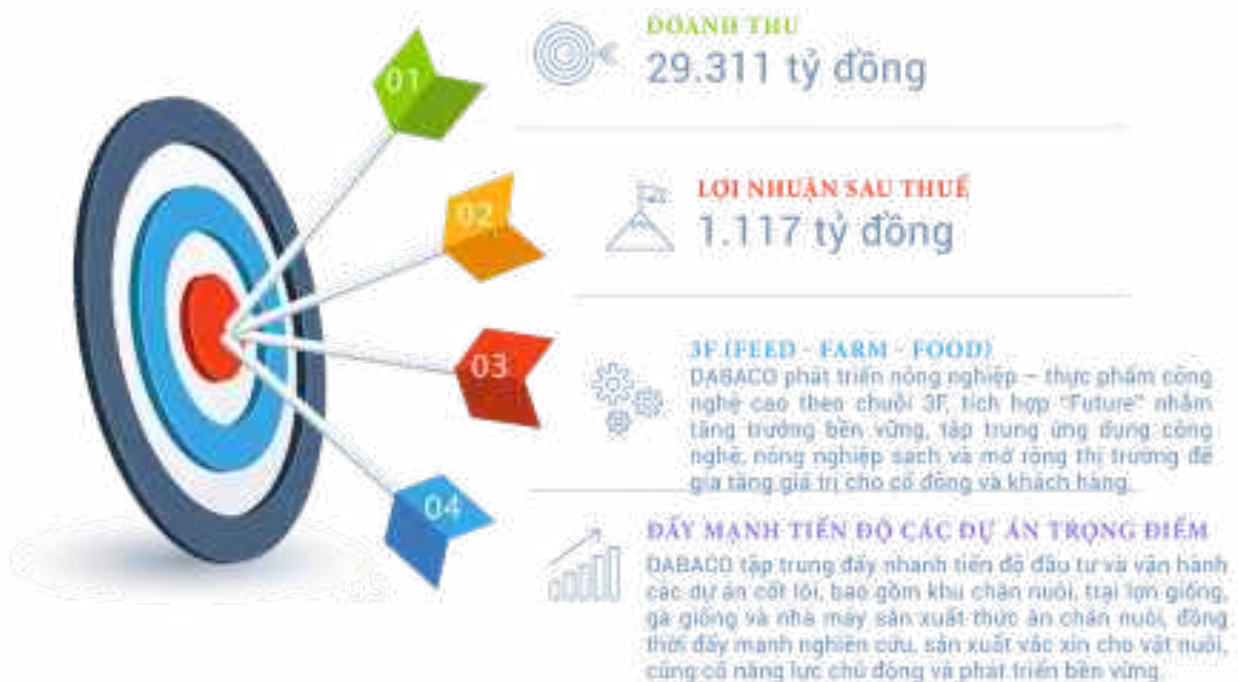 01
DOANH THU
29.311 tỷ đồng
02
LỢI NHUẬN SAU THUẾ
1.117 tỷ đồng
03
3F (FEED - FARM - FOOD)
DABACO phát triển nông nghiệp – thực phẩm công
nghệ cao theo chuỗi 3F, tích hợp "Future" nhằm
tăng trưởng bền vững, tập trung ứng dụng công
nghệ, nông nghiệp sạch và mở rộng thị trường để
gia tăng giá trị cho cổ đông và khách hàng.
04
ĐẨY MẠNH TIẾN ĐỘ CÁC DỰ ÁN TRỌNG ĐIỂM
DABACO tập trung đẩy nhanh tiến độ đầu tư và vận hành
các dự án cốt lõi, bao gồm khu chăn nuôi, trại lợn giống,
gà giống và nhà máy sản xuất thức ăn chăn nuôi, đồng
thời đẩy mạnh nghiên cứu, sản xuất vắc xin cho vật nuôi,
củng cố năng lực chủ động và phát triển bền vững.